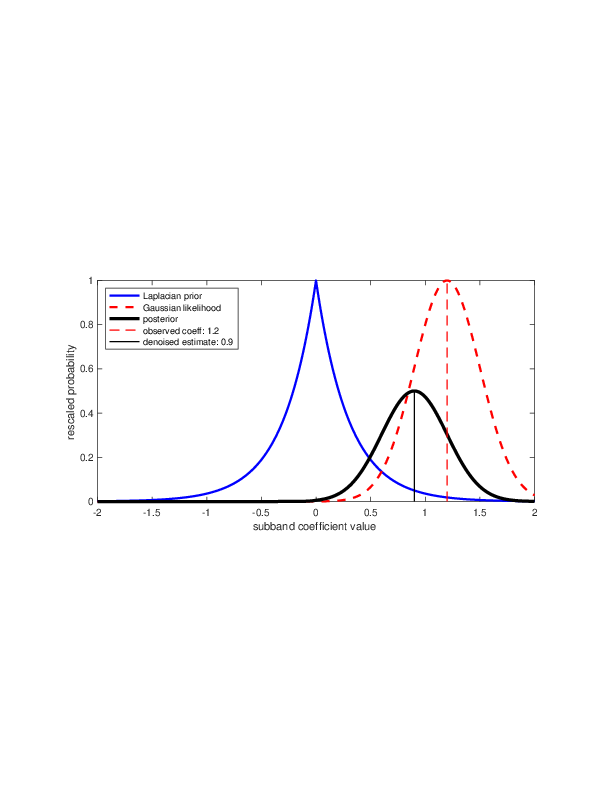 1
0.8
0.6
0.4
0.2
0
rescaled probability
Laplacian prior
Gaussian likelihood
posterior
observed coeff: 1.2
denoised estimate: 0.9
-2 -1.5 -1 -0.5 0 0.5 1 1.5 2
subband coefficient value